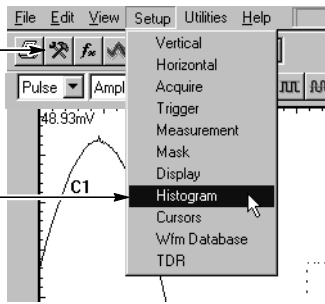 File Edit View Setup Utilities Help
fx
Pulse Ampl
48.93mV
C1
Vertical
Horizontal
Acquire
Trigger
Measurement
Mask
Display
Histogram
Cursors
Wfm Database
TDR